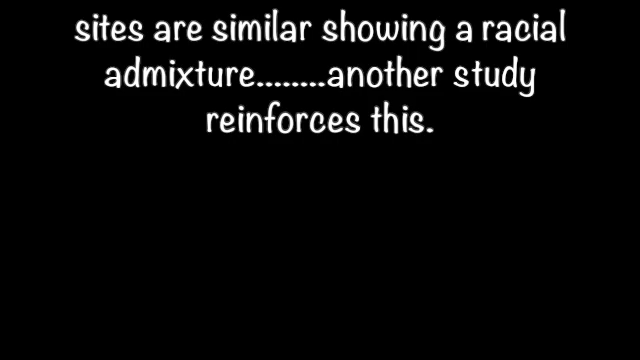 sites are similar showing a racial
admixture........another study
reinforces this.